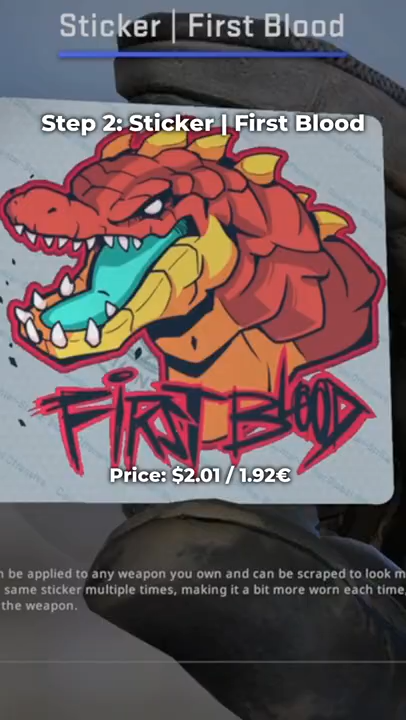 Sticker | First Blood
Step 2: Sticker | First Blood
FIRST BLOOD
Price: $2.01 / 1.92€
n be applied to any weapon you own and can be scraped to look m
same sticker multiple times, making it a bit more worn each time,
the weapon.